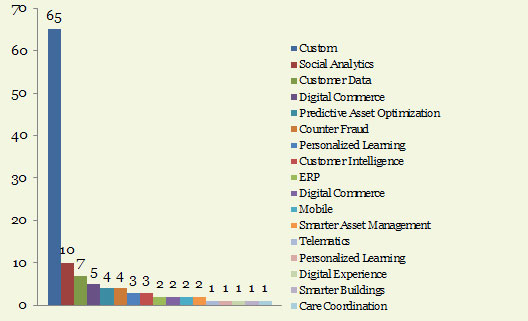 70
60
50
40
30
20
10
0
65
10
7
5
4
4
3
3
2
2
2
2
1
1
1
1
1
Custom
Social Analytics
Customer Data
Digital Commerce
Predictive Asset Optimization
Counter Fraud
Personalized Learning
Customer Intelligence
ERP
Digital Commerce
Mobile
Smarter Asset Management
Telematics
Personalized Learning
Digital Experience
Smarter Buildings
Care Coordination